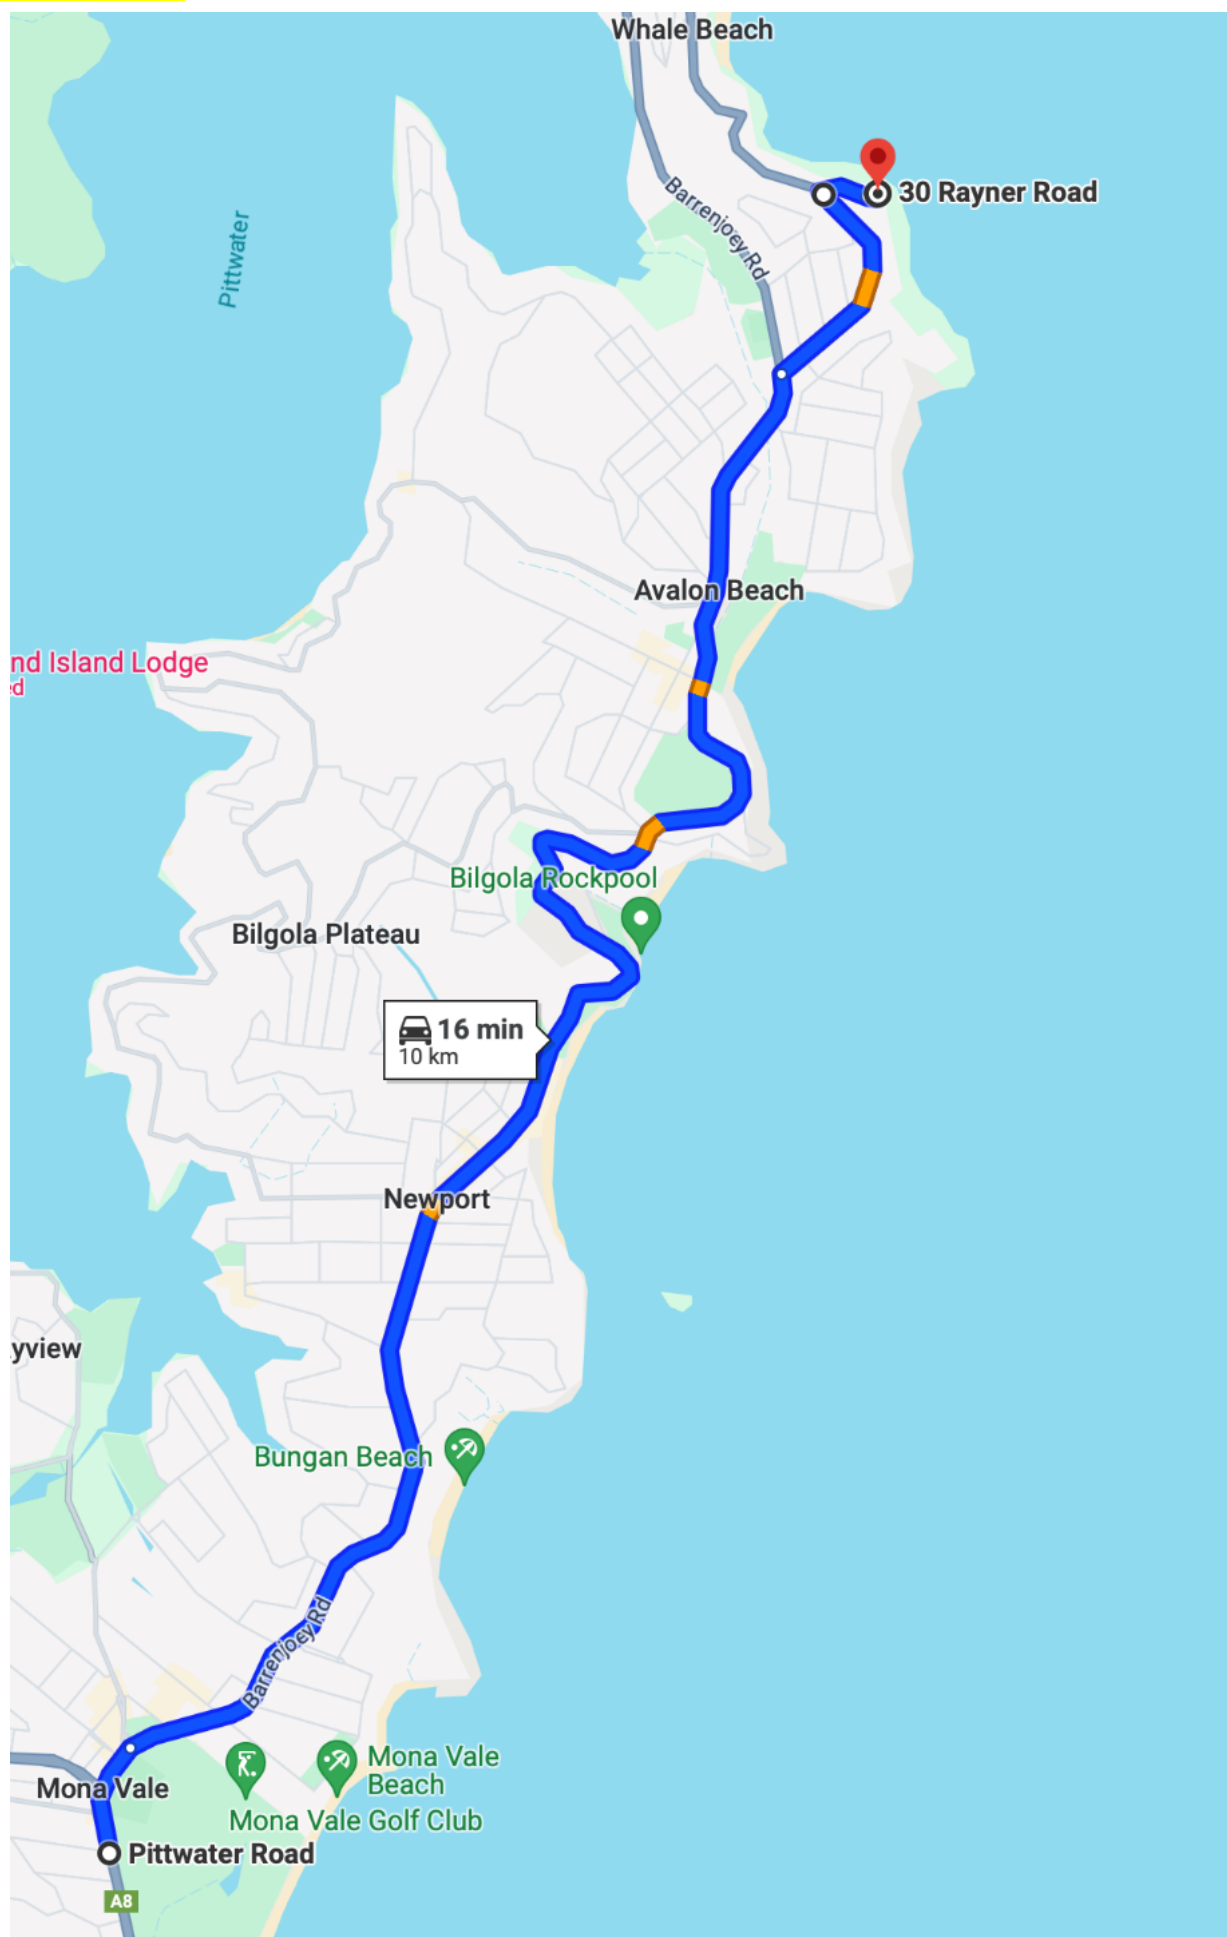 Whale Beach
Barrenjoey Rd
30 Rayner Road
Pittwater
Avalon Beach
nd Island Lodge
ed
Bilgola Rockpool
Bilgola Plateau
16 min
10 km
Newport
yview
Bungan Beach
Barrenjoey Rd
Mona Vale
Beach
Mona Vale
Mona Vale Golf Club
Pittwater Road
A8